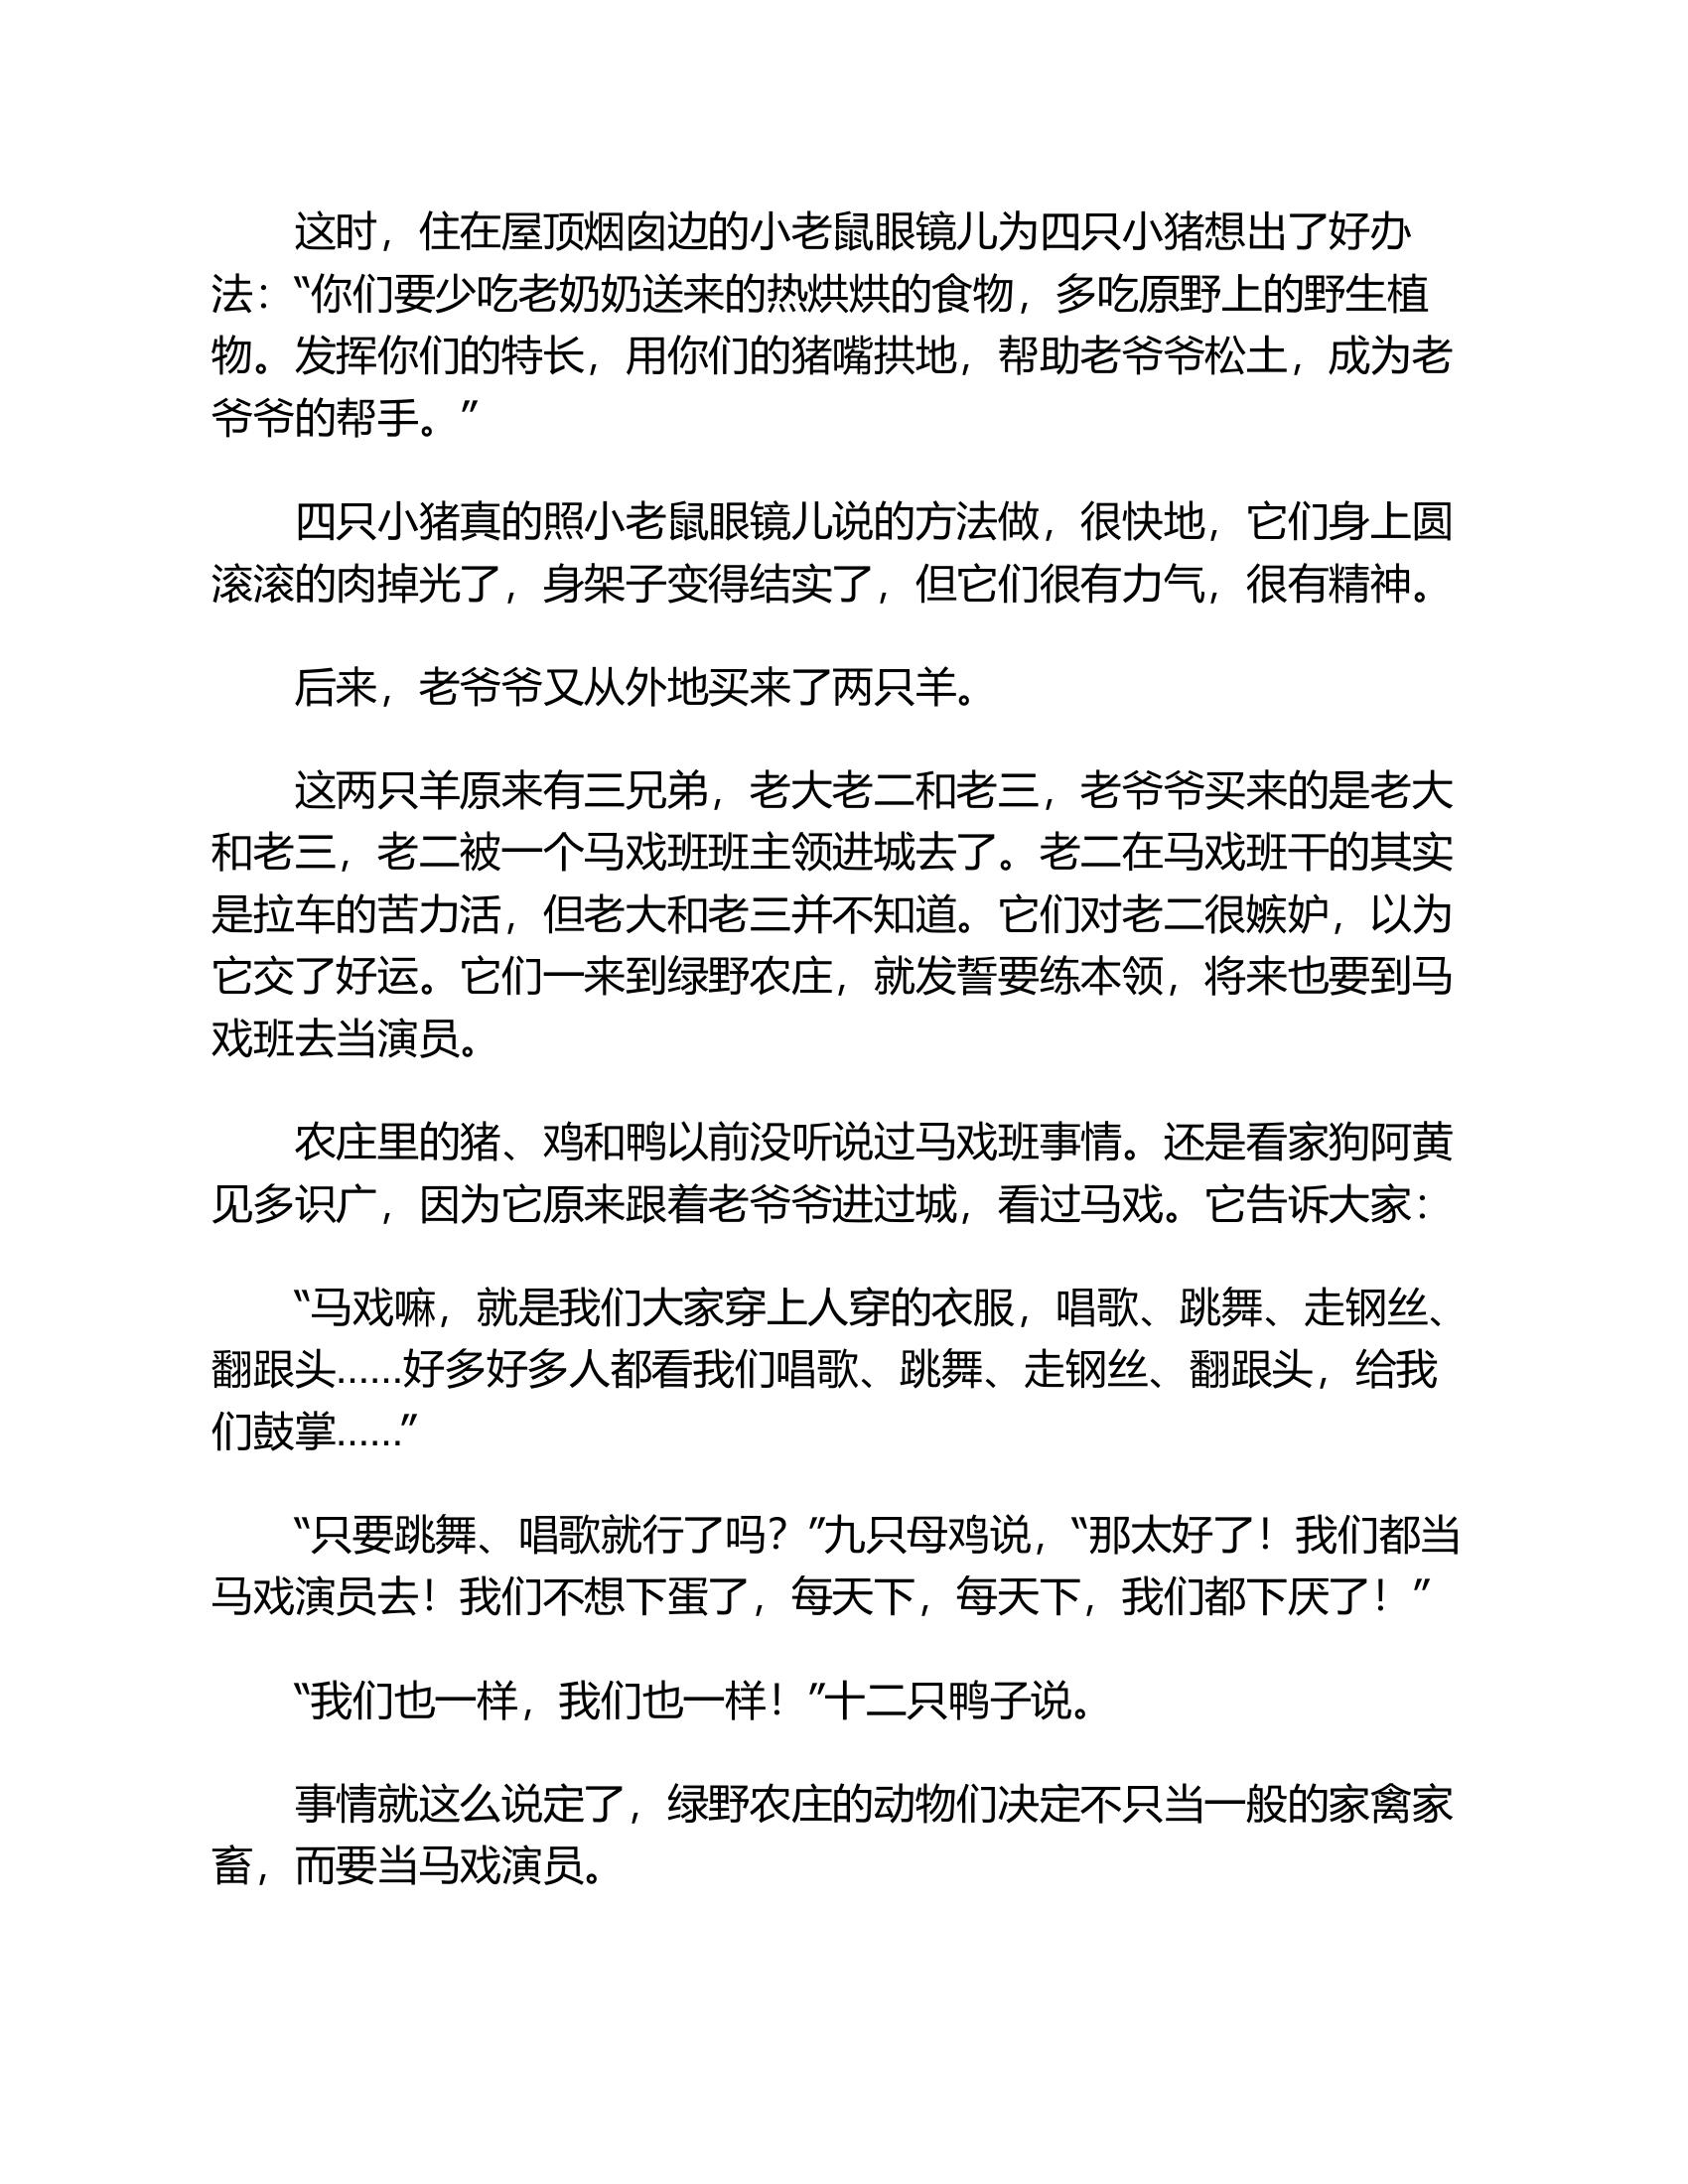 这时，住在屋顶烟囱边的小老鼠眼镜儿为四只小猪想出了好办
法：“你们要少吃老奶奶送来的热烘烘的食物，多吃原野上的野生植
物。发挥你们的特长，用你们的猪嘴拱地，帮助老爷爷松土，成为老
爷爷的帮手。”
四只小猪真的照小老鼠眼镜儿说的方法做，很快地，它们身上圆
滚滚的肉掉光了，身架子变得结实了，但它们很有力气，很有精神。
后来，老爷爷又从外地买来了两只羊。
这两只羊原来有三兄弟，老大老二和老三，老爷爷买来的是老大
和老三，老二被一个马戏班班主领进城去了。老二在马戏班干的其实
是拉车的苦力活，但老大和老三并不知道。它们对老二很嫉妒，以为
它交了好运。它们一来到绿野农庄，就发誓要练本领，将来也要到马
戏班去当演员。
农庄里的猪、鸡和鸭以前没听说过马戏班事情。还是看家狗阿黄
见多识广，因为它原来跟着老爷爷进过城，看过马戏。它告诉大家：
“马戏嘛，就是我们大家穿上人穿的衣服，唱歌、跳舞、走钢丝、
翻跟头……好多好多人都看我们唱歌、跳舞、走钢丝、翻跟头，给我
们鼓掌……”
“只要跳舞、唱歌就行了吗？”九只母鸡说，“那太好了！我们都当
马戏演员去！我们不想下蛋了，每天下，每天下，我们都下厌了！”
“我们也一样，我们也一样！”十二只鸭子说。
事情就这么说定了，绿野农庄的动物们决定不只当一般的家禽家
畜，而要当马戏演员。